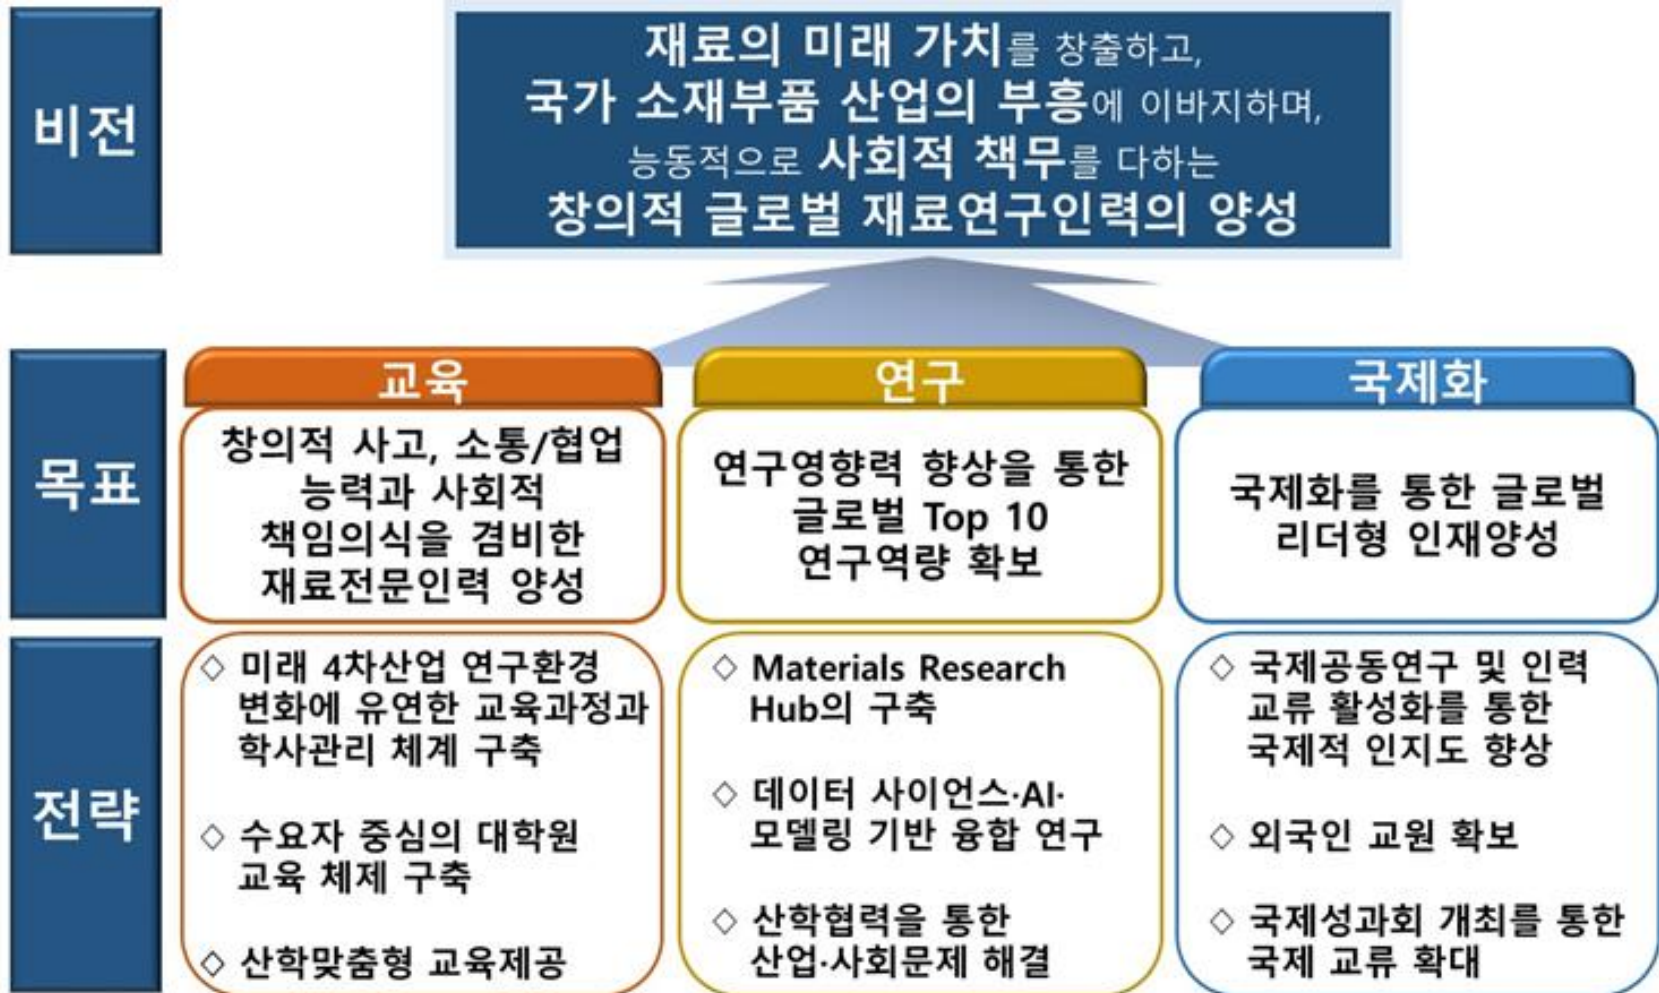 비전
재료의 미래 가치를 창출하고,
국가 소재부품 산업의 부흥에 이바지하며,
능동적으로 사회적 책무를 다하는
창의적 글로벌 재료연구인력의 양성
목표
교육
창의적 사고, 소통/협업
능력과 사회적
책임의식을 겸비한
재료전문인력 양성
연구
연구영향력 향상을 통한
글로벌 Top 10
연구역량 확보
국제화
국제화를 통한 글로벌
리더형 인재양성
전략
◇ 미래 4차산업 연구환경
변화에 유연한 교육과정과
학사관리 체계 구축
◇ 수요자 중심의 대학원
교육 체제 구축
◇ 산학맞춤형 교육제공
◇ Materials Research
Hub의 구축
◇ 데이터 사이언스·AI·
모델링 기반 융합 연구
◇ 산학협력을 통한
산업·사회문제 해결
◇ 국제공동연구 및 인력
교류 활성화를 통한
국제적 인지도 향상
◇ 외국인 교원 확보
◇ 국제성과회 개최를 통한
국제 교류 확대